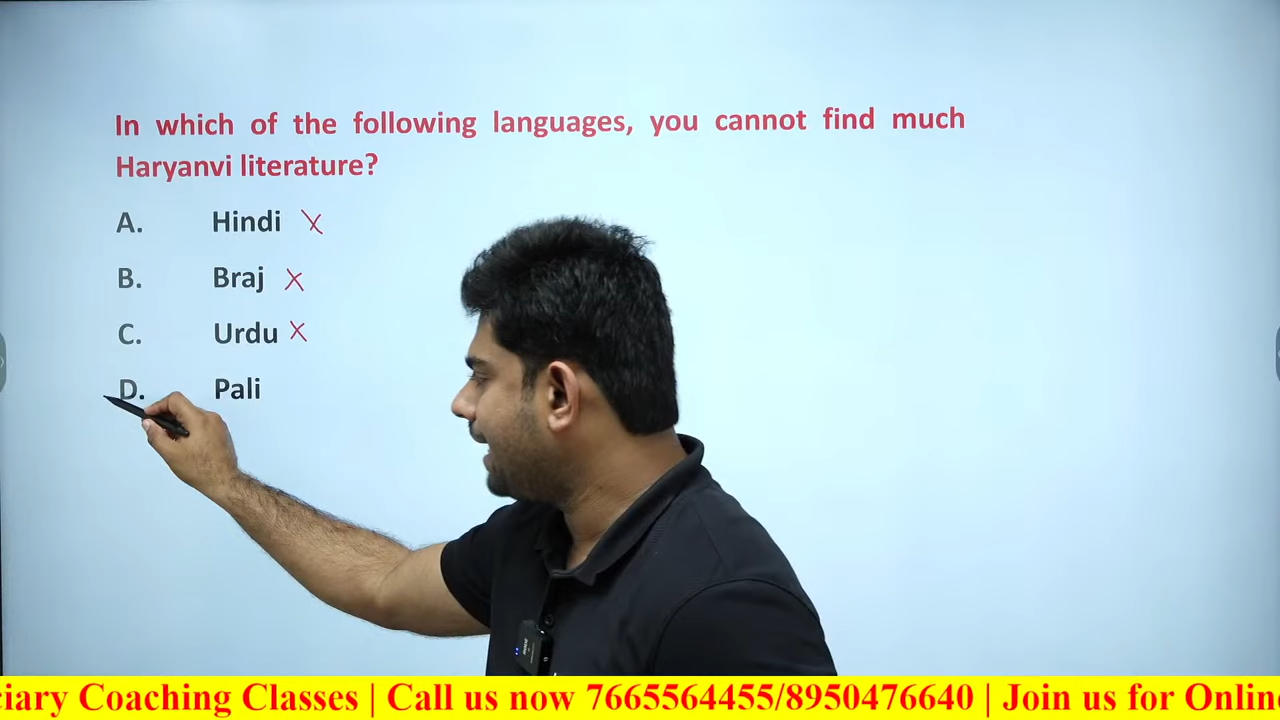 In which of the following languages, you cannot find much
Haryanvi literature?
A. Hindi X
B. Braj X
C. Urdu X
D. Pali
ciary Coaching Classes | Call us now 7665564455/8950476640 | Join us for Onlin